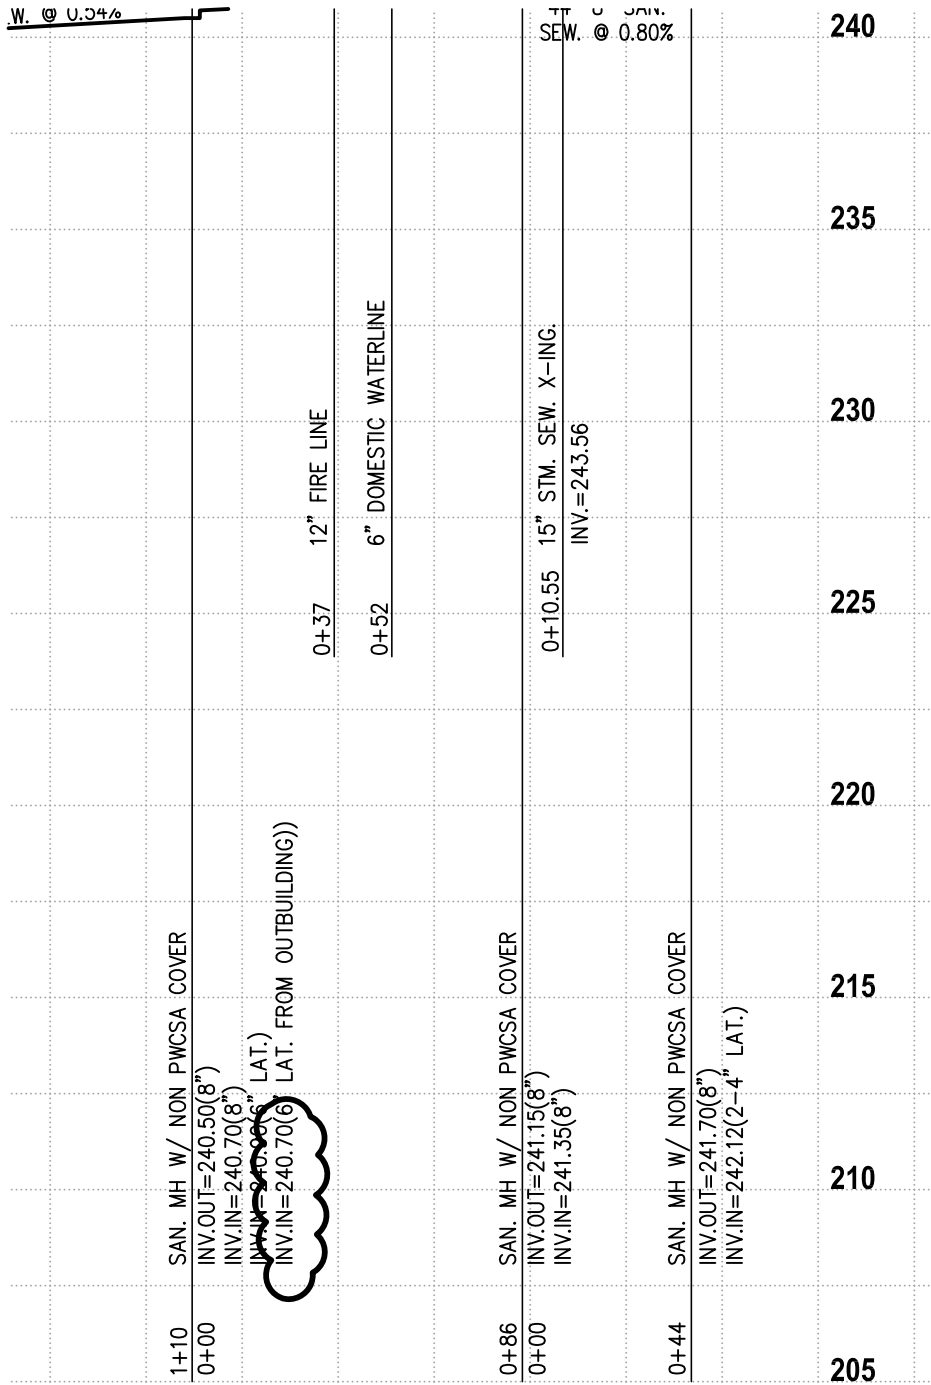 .W. @ 0.54%
SAN.
SEW. @ 0.80%
240
235
230
225
220
215
210
205
1+10
0+00
SAN. MH W/ NON PWCSA COVER
INV.OUT=240.50(8")
INV.IN=240.70(8")
LAT.)
INV.IN=240.70(6" LAT. FROM OUTBUILDING))
0+37 12" FIRE LINE
0+52 6" DOMESTIC WATERLINE
0+86
0+00
SAN. MH W/ NON PWCSA COVER
INV.OUT=241.15(8")
INV.IN=241.35(8")
0+10.55 15" STM. SEW. X-ING.
INV.=243.56
0+44
SAN. MH W/ NON PWCSA COVER
INV.OUT=241.70(8")
INV.IN=242.12(2-4" LAT.)